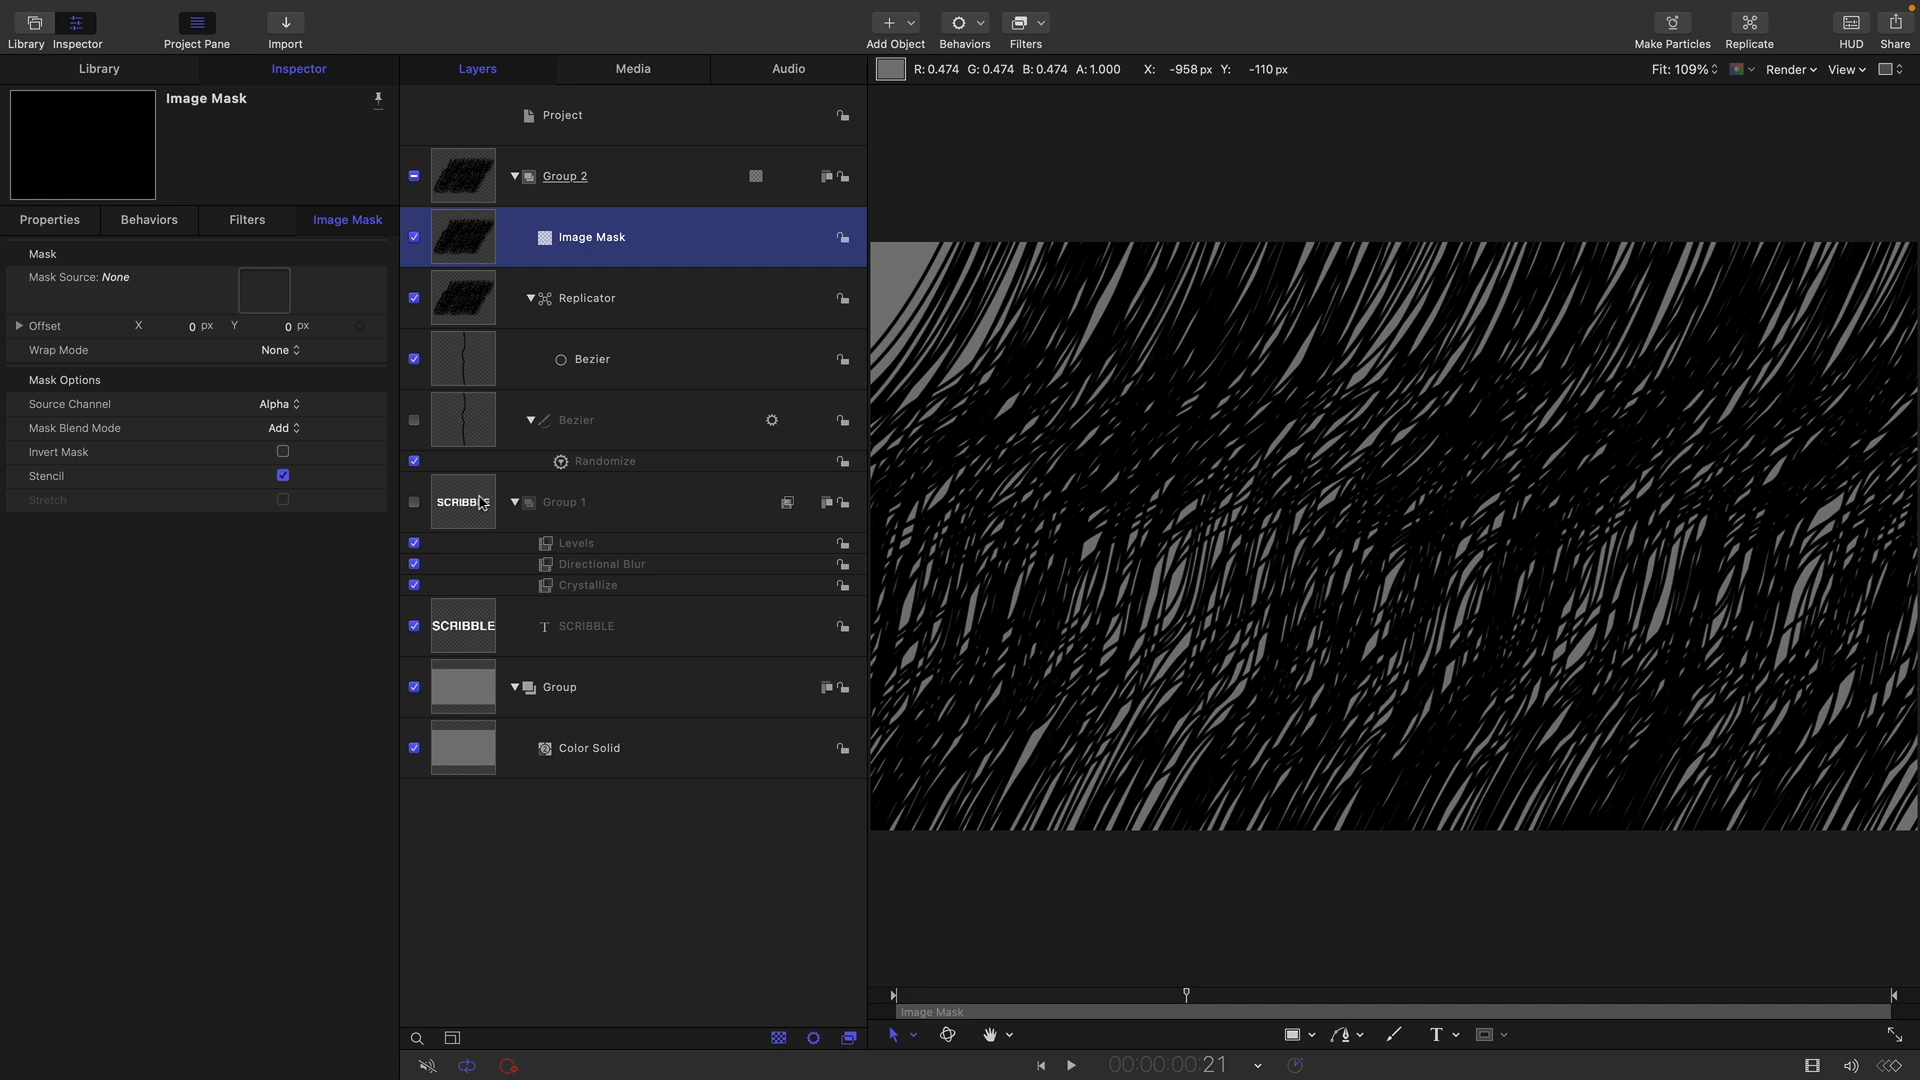 Library Inspector Project Pane Import Add Object Behaviors Filters Make Particles Replicate HUD Share
Library Inspector Layers Media Audio R: 0.474 G: 0.474 B: 0.474 A: 1.000 X: -958 px Y: -110 px Fit: 109% Render View
Image Mask
Properties Behaviors Filters Image Mask
Mask
Mask Source: None
Offset X 0 px Y 0 px
Wrap Mode None
Mask Options
Source Channel Alpha
Mask Blend Mode Add
Invert Mask
Stencil
Stretch
Project
Group 2
Image Mask
Replicator
Bezier
Bezier
Randomize
Group 1
Levels
Directional Blur
Crystallize
SCRIBBLE SCRIBBLE
Group
Color Solid
Image Mask
T
00:00:00:21